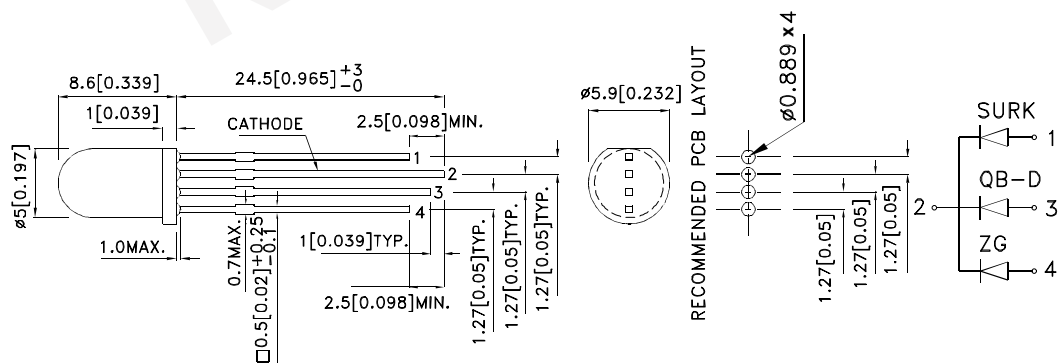 8.6[0.339]
24.5[0.965] +3 -0
1[0.039]
CATHODE
2.5[0.098]MIN.
ø5[0.197]
1
2
3
4
1.0MAX.
0.7MAX.
□0.5[0.02]+0.25 -0.1
1[0.039]TYP.
2.5[0.098]MIN.
1.27[0.05]TYP.
1.27[0.05]TYP.
1.27[0.05]TYP.
ø5.9[0.232]
RECOMMENDED PCB LAYOUT
ø0.889x4
1.27[0.05]
1.27[0.05]
1.27[0.05]
SURK
1
QB-D
2
3
ZG
4